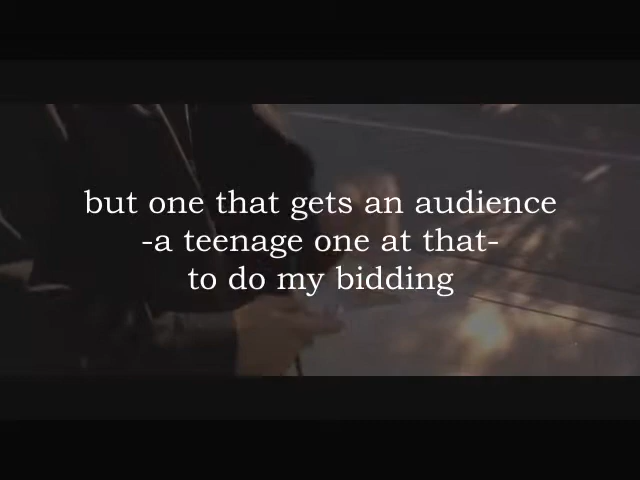 but one that gets an audience
-a teenage one at that-
to do my bidding